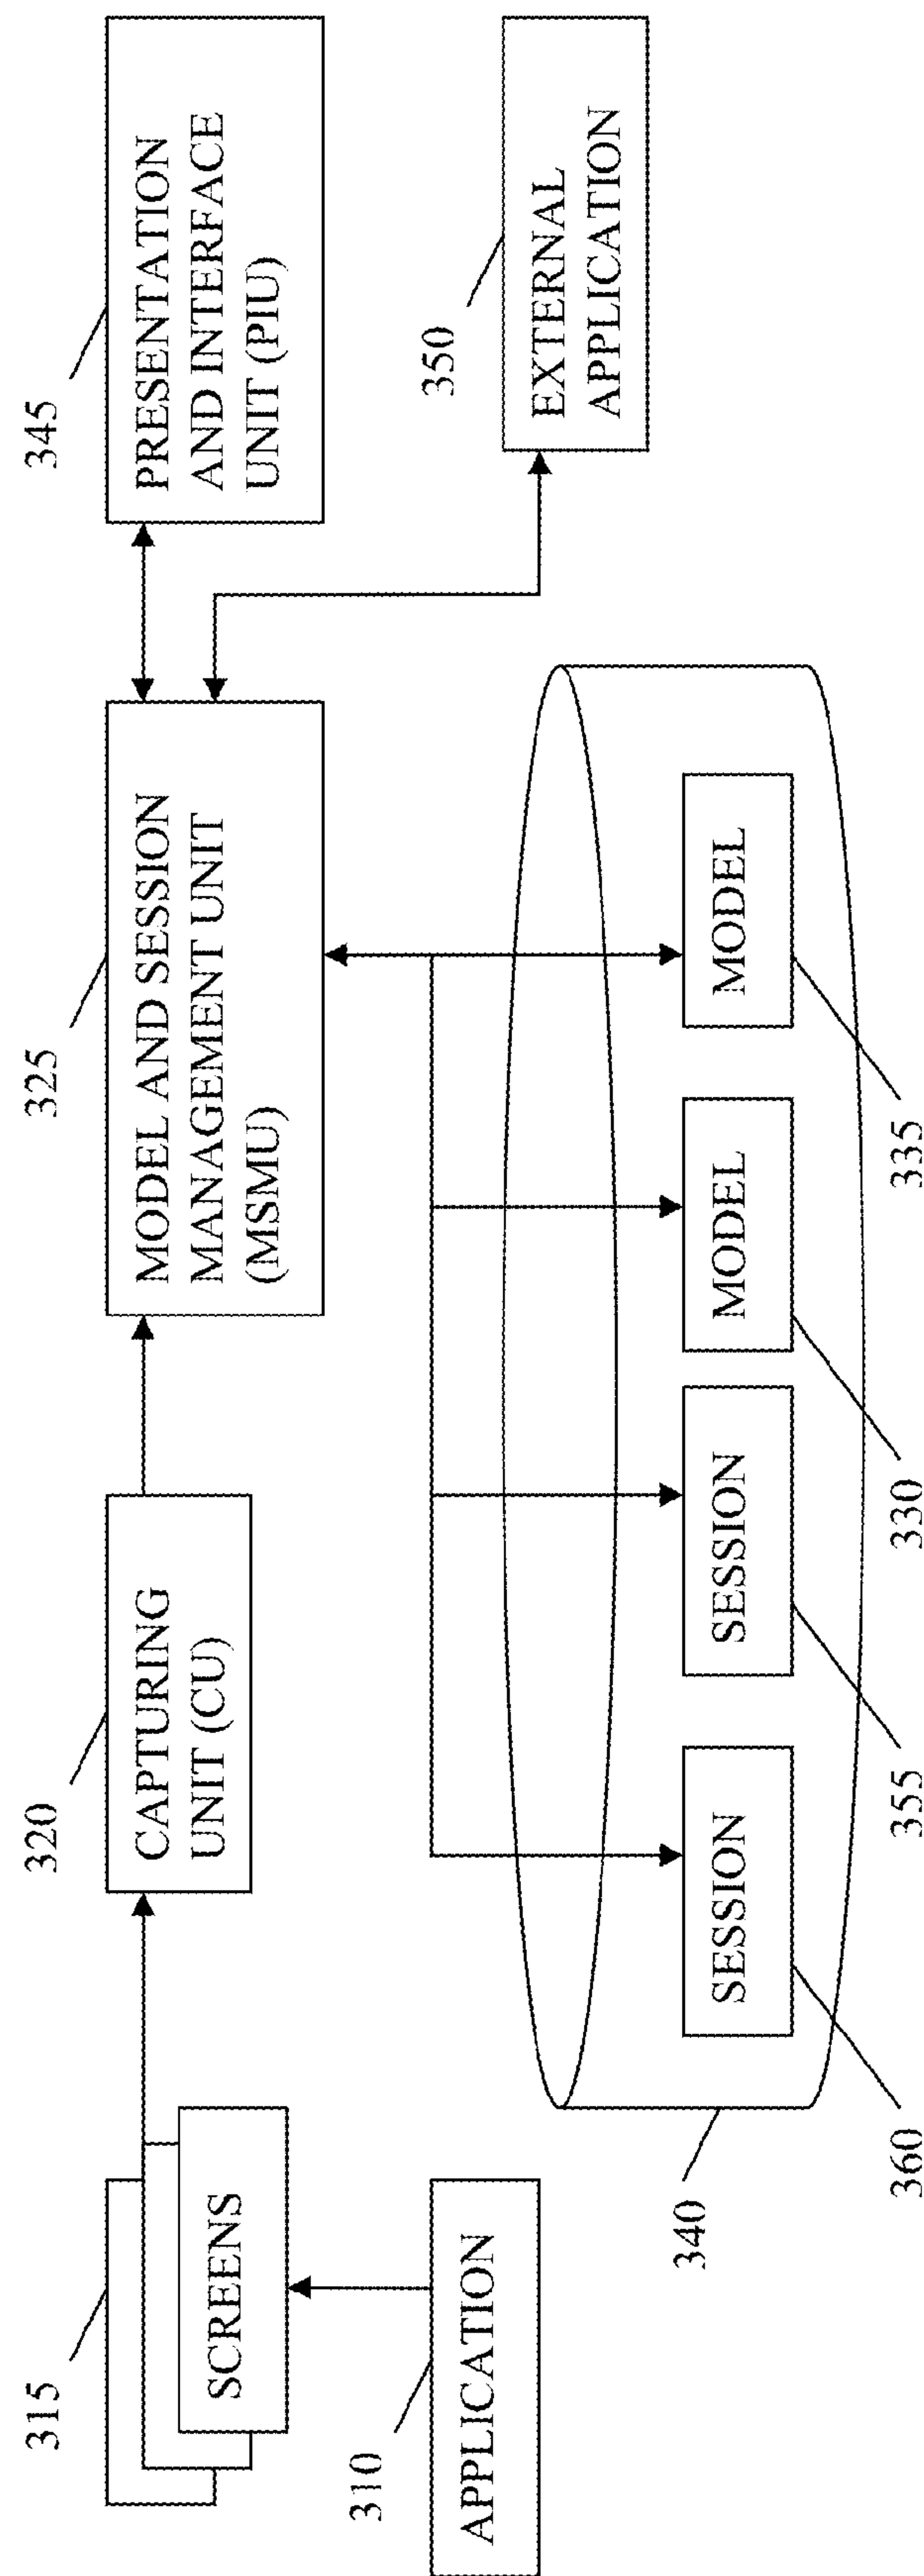 315
SCREENS
310
APPLICATION
320
CAPTURING
UNIT (CU)
325
MODEL AND SESSION
MANAGEMENT UNIT
(MSMU)
345
PRESENTATION
AND INTERFACE
UNIT (PIU)
350
EXTERNAL
APPLICATION
340
SESSION
360
SESSION
355
MODEL
330
MODEL
335